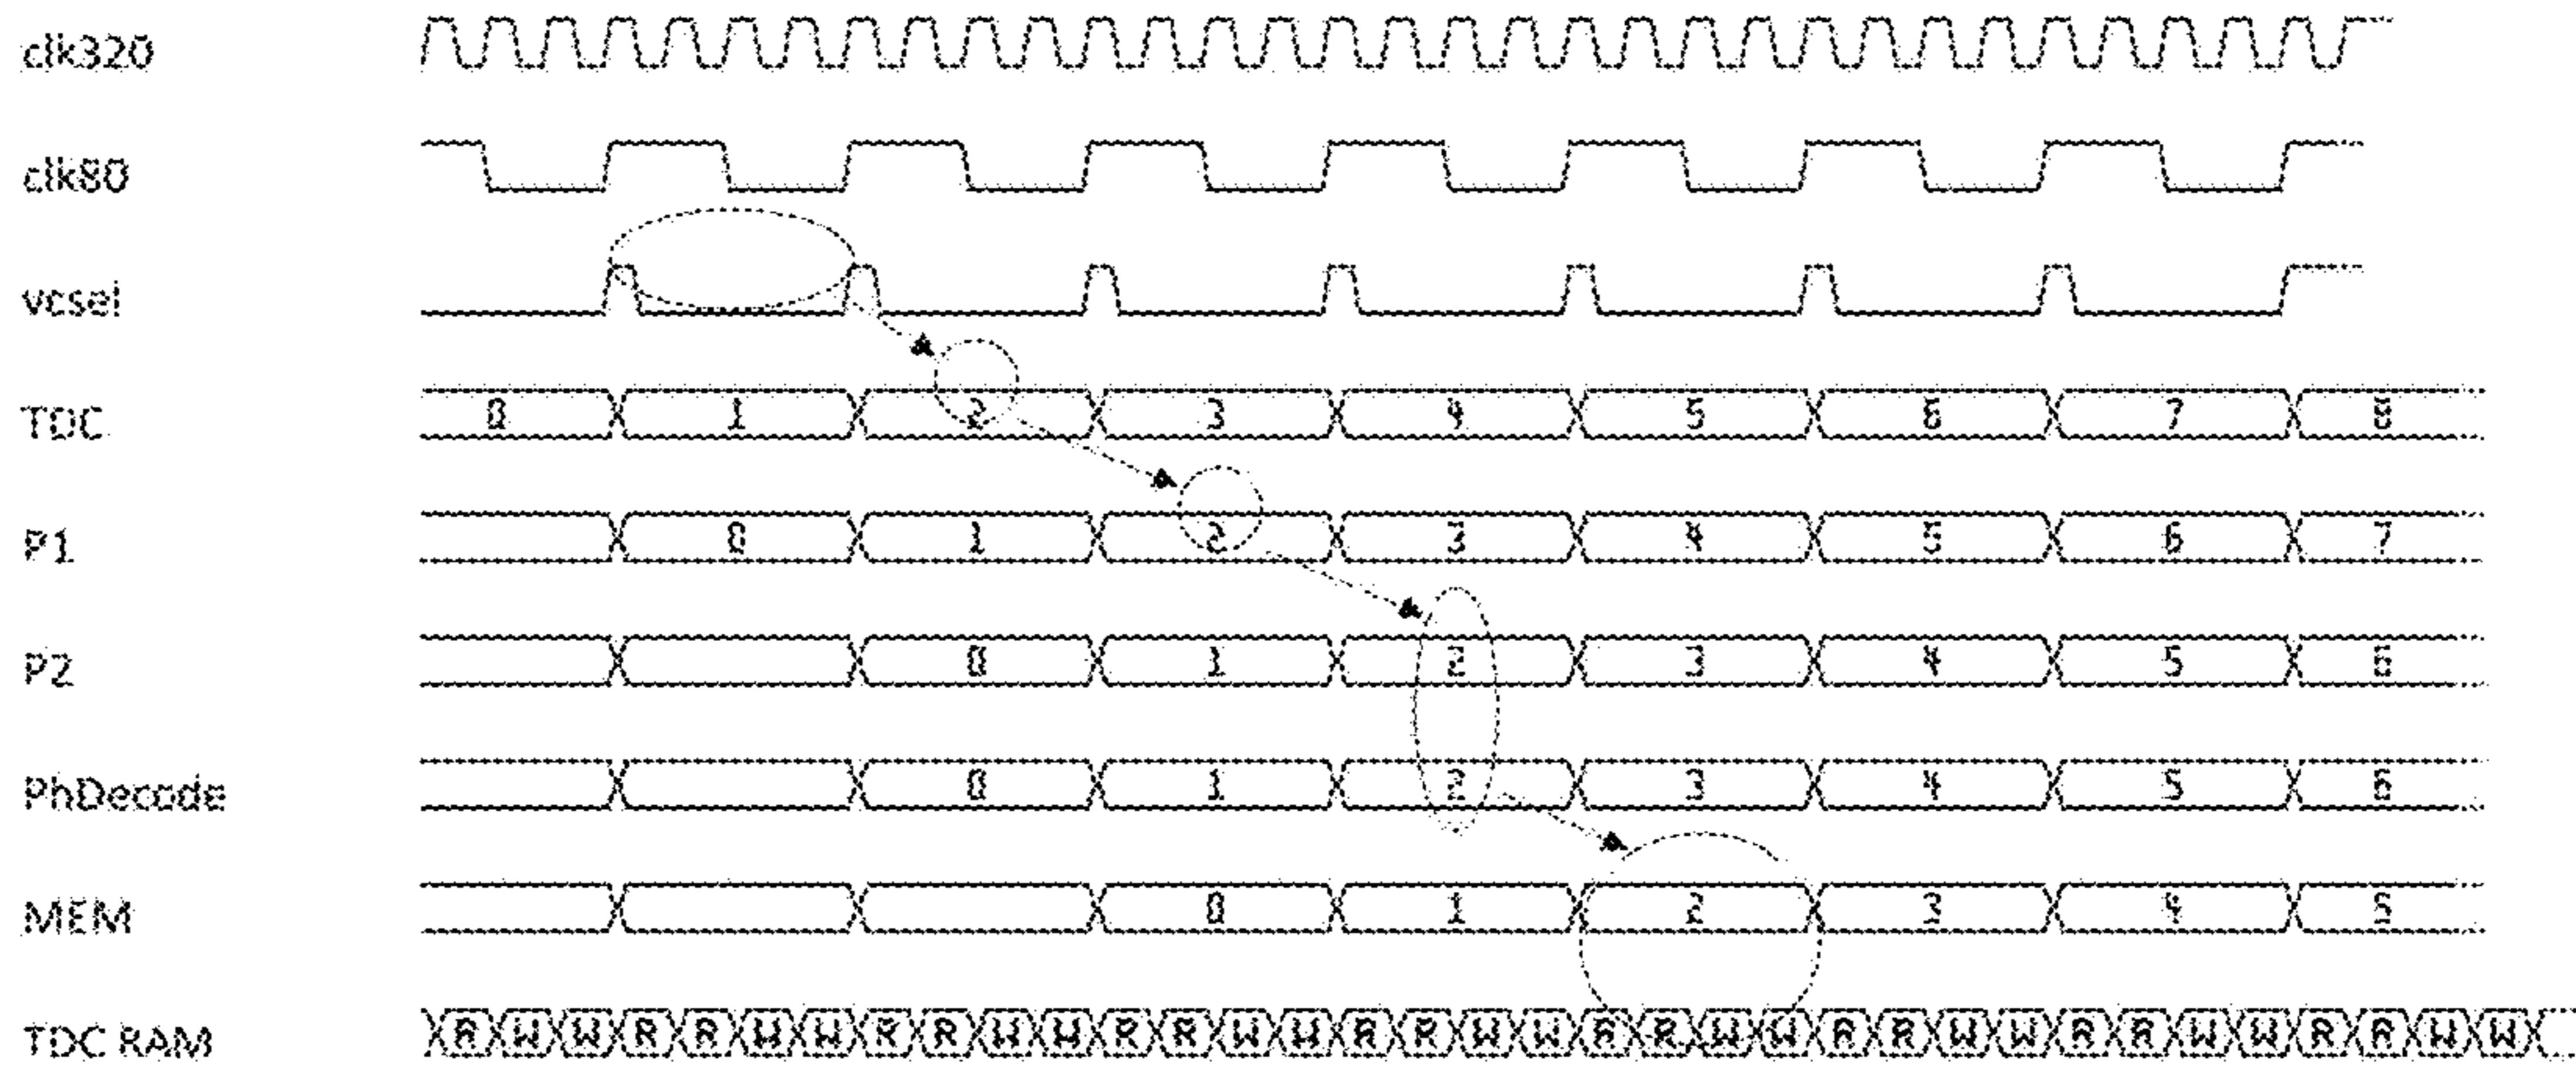 clk320
clk80
vcsel
TDC 0 1 2 3 4 5 6 7 8
P1 0 1 2 3 4 5 6 7
P2 0 1 2 3 4 5 6
PhDecode 0 1 2 3 4 5 6
MEM 0 1 2 3 4 5
TDC RAM R W W R R W W R R W W R R W W R R W W R R W W R R W W R R W W R R W W